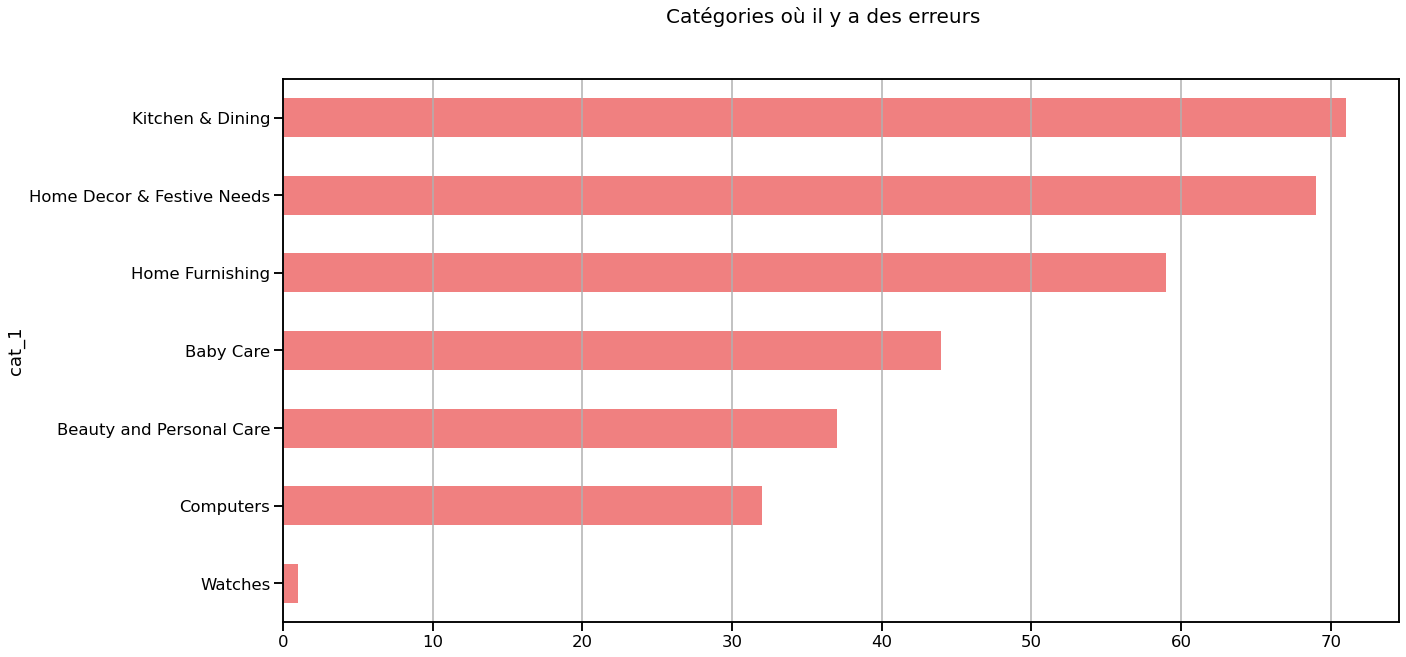 Catégories où il y a des erreurs
Kitchen & Dining
Home Decor & Festive Needs
Home Furnishing
Baby Care
Beauty and Personal Care
Computers
Watches
cat_1
0 10 20 30 40 50 60 70